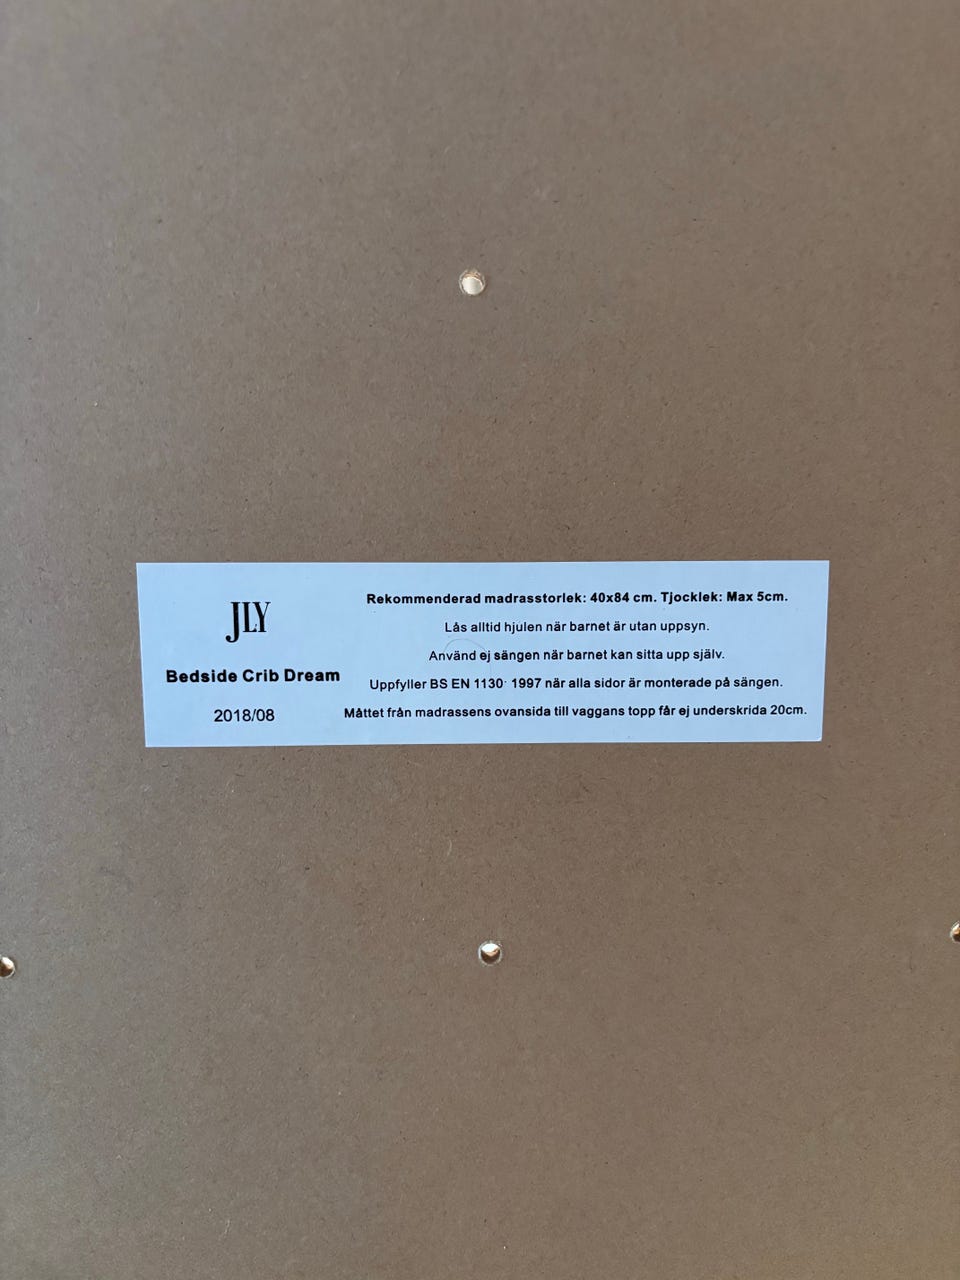 JLY
Bedside Crib Dream
2018/08
Rekommenderad madrasstorlek: 40x84 cm. Tjocklek: Max 5cm.
Lås alltid hjulen när barnet är utan uppsyn.
Använd ej sängen när barnet kan sitta upp själv.
Uppfyller BS EN 1130: 1997 när alla sidor är monterade på sängen.
Måttet från madrassens ovansida till vaggans topp får ej underskrida 20cm.